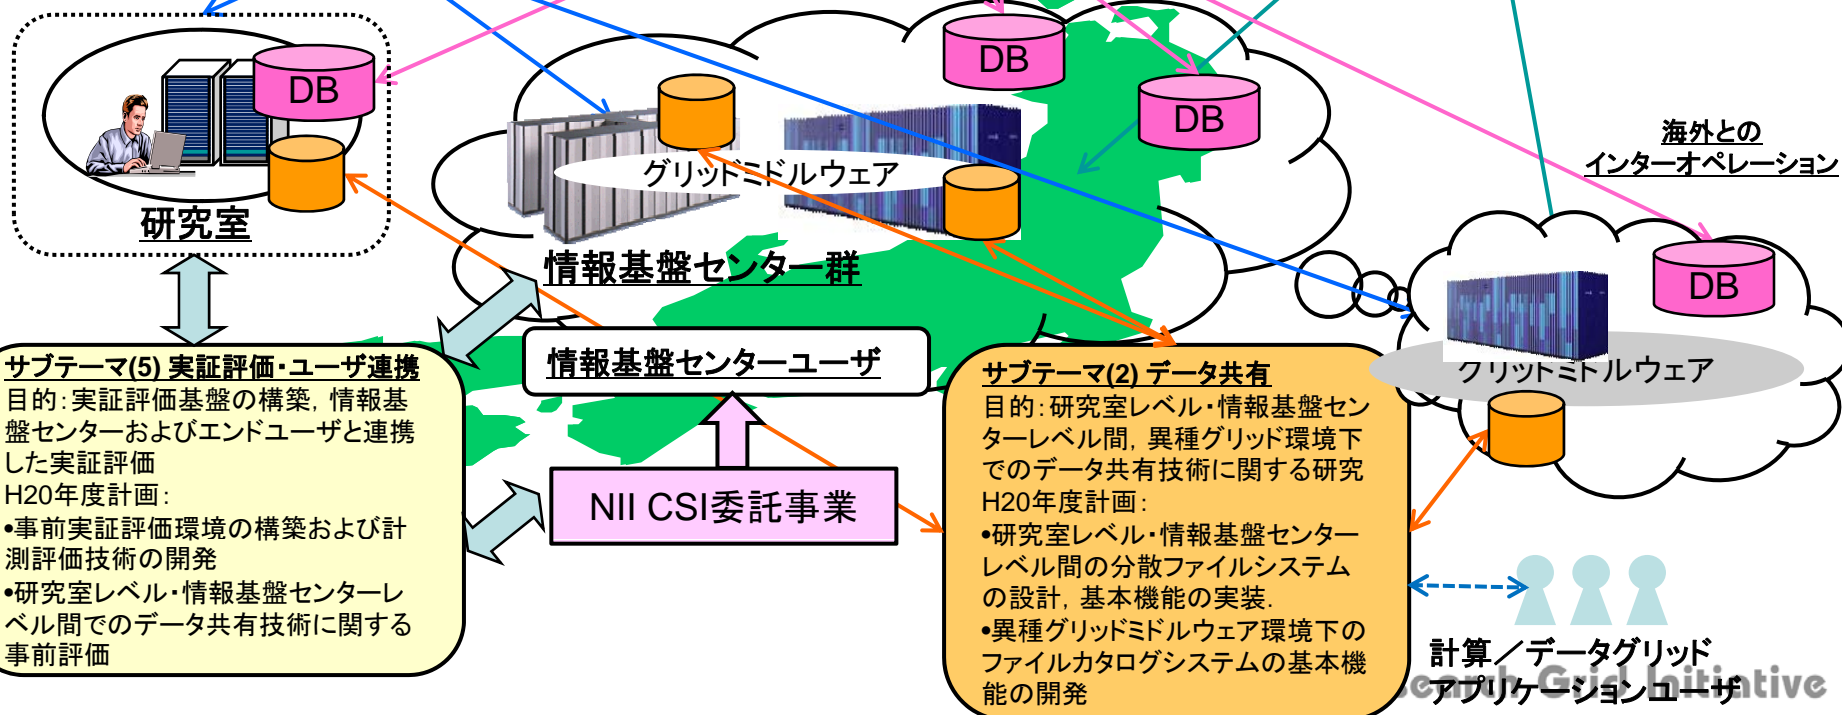 DB
DB
DB
海外との
インターオペレーション
グリッドミドルウェア
研究室
情報基盤センター群
DB
グリッドミドルウェア
情報基盤センターユーザ
サブテーマ(5) 実証評価・ユーザ連携
目的:実証評価基盤の構築, 情報基
盤センターおよびエンドユーザと連携
した実証評価
H20年度計画:
•事前実証評価環境の構築および計
測評価技術の開発
•研究室レベル・情報基盤センターレ
ベル間でのデータ共有技術に関する
事前評価
NII CSI委託事業
サブテーマ(2) データ共有
目的:研究室レベル・情報基盤セン
ターレベル間, 異種グリッド環境下
でのデータ共有技術に関する研究
H20年度計画:
•研究室レベル・情報基盤センター
レベル間の分散ファイルシステム
の設計, 基本機能の実装.
•異種グリッドミドルウェア環境下の
ファイルカタログシステムの基本機
能の開発
計算／データグリッド
アプリケーションユーザ
search Grid Initiative